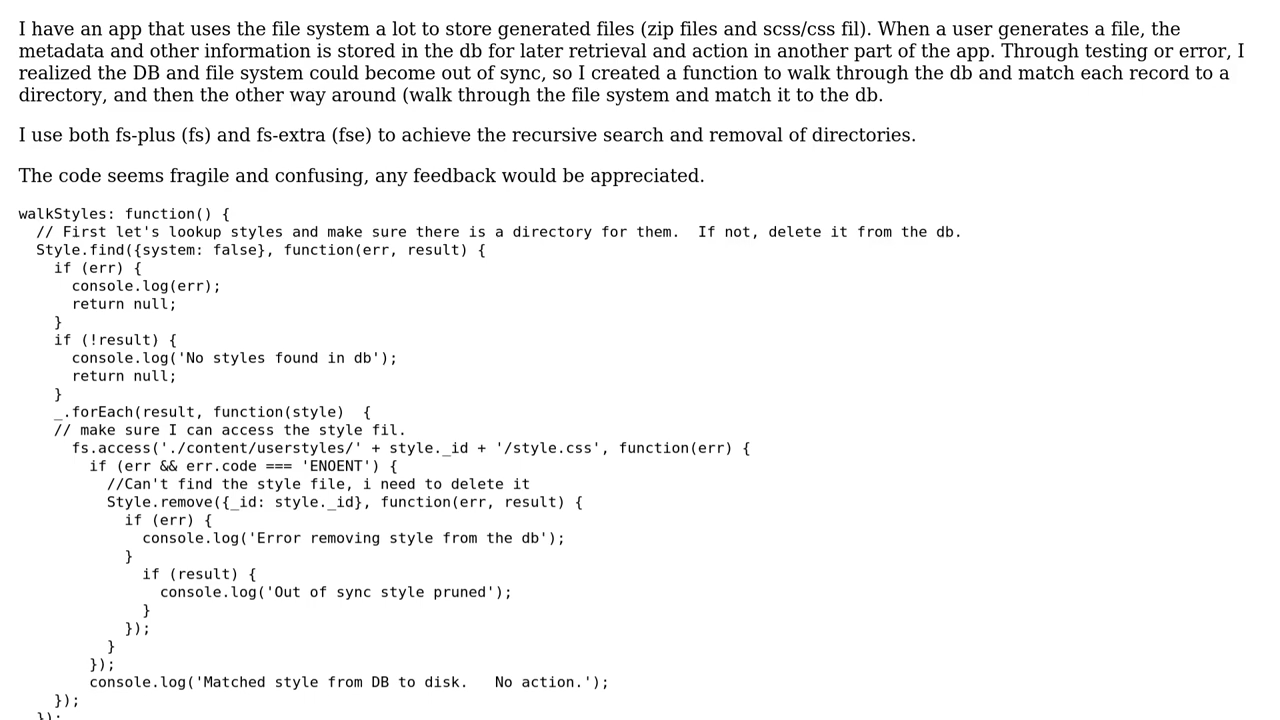 I have an app that uses the file system a lot to store generated files (zip files and scss/css fil). When a user generates a file, the
metadata and other information is stored in the db for later retrieval and action in another part of the app. Through testing or error, I
realized the DB and file system could become out of sync, so I created a function to walk through the db and match each record to a
directory, and then the other way around (walk through the file system and match it to the db.
I use both fs-plus (fs) and fs-extra (fse) to achieve the recursive search and removal of directories.
The code seems fragile and confusing, any feedback would be appreciated.
walkStyles: function() {
  // First let's lookup styles and make sure there is a directory for them.  If not, delete it from the db.
  Style.find({system: false}, function(err, result) {
    if (err) {
      console.log(err);
      return null;
    }
    if (!result) {
      console.log('No styles found in db');
      return null;
    }
    _.forEach(result, function(style)  {
    // make sure I can access the style fil.
      fs.access('./content/userstyles/' + style._id + '/style.css', function(err) {
        if (err && err.code === 'ENOENT') {
          //Can't find the style file, i need to delete it
          Style.remove({_id: style._id}, function(err, result) {
            if (err) {
              console.log('Error removing style from the db');
            }
              if (result) {
                console.log('Out of sync style pruned');
              }
            });
          }
        });
        console.log('Matched style from DB to disk.   No action.');
    });
  });